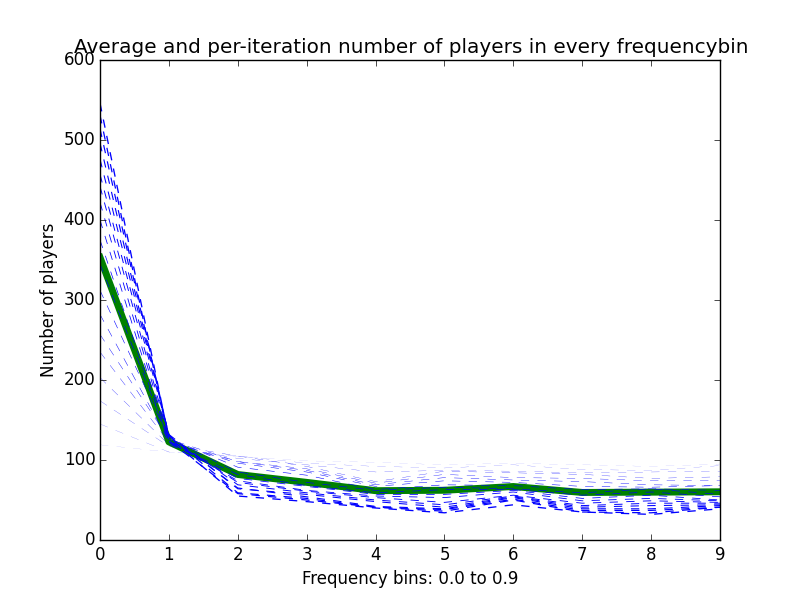 Average and per-iteration number of players in every frequencybin
600
500
400
300
200
100
0
Number of players
0 1 2 3 4 5 6 7 8 9
Frequency bins: 0.0 to 0.9